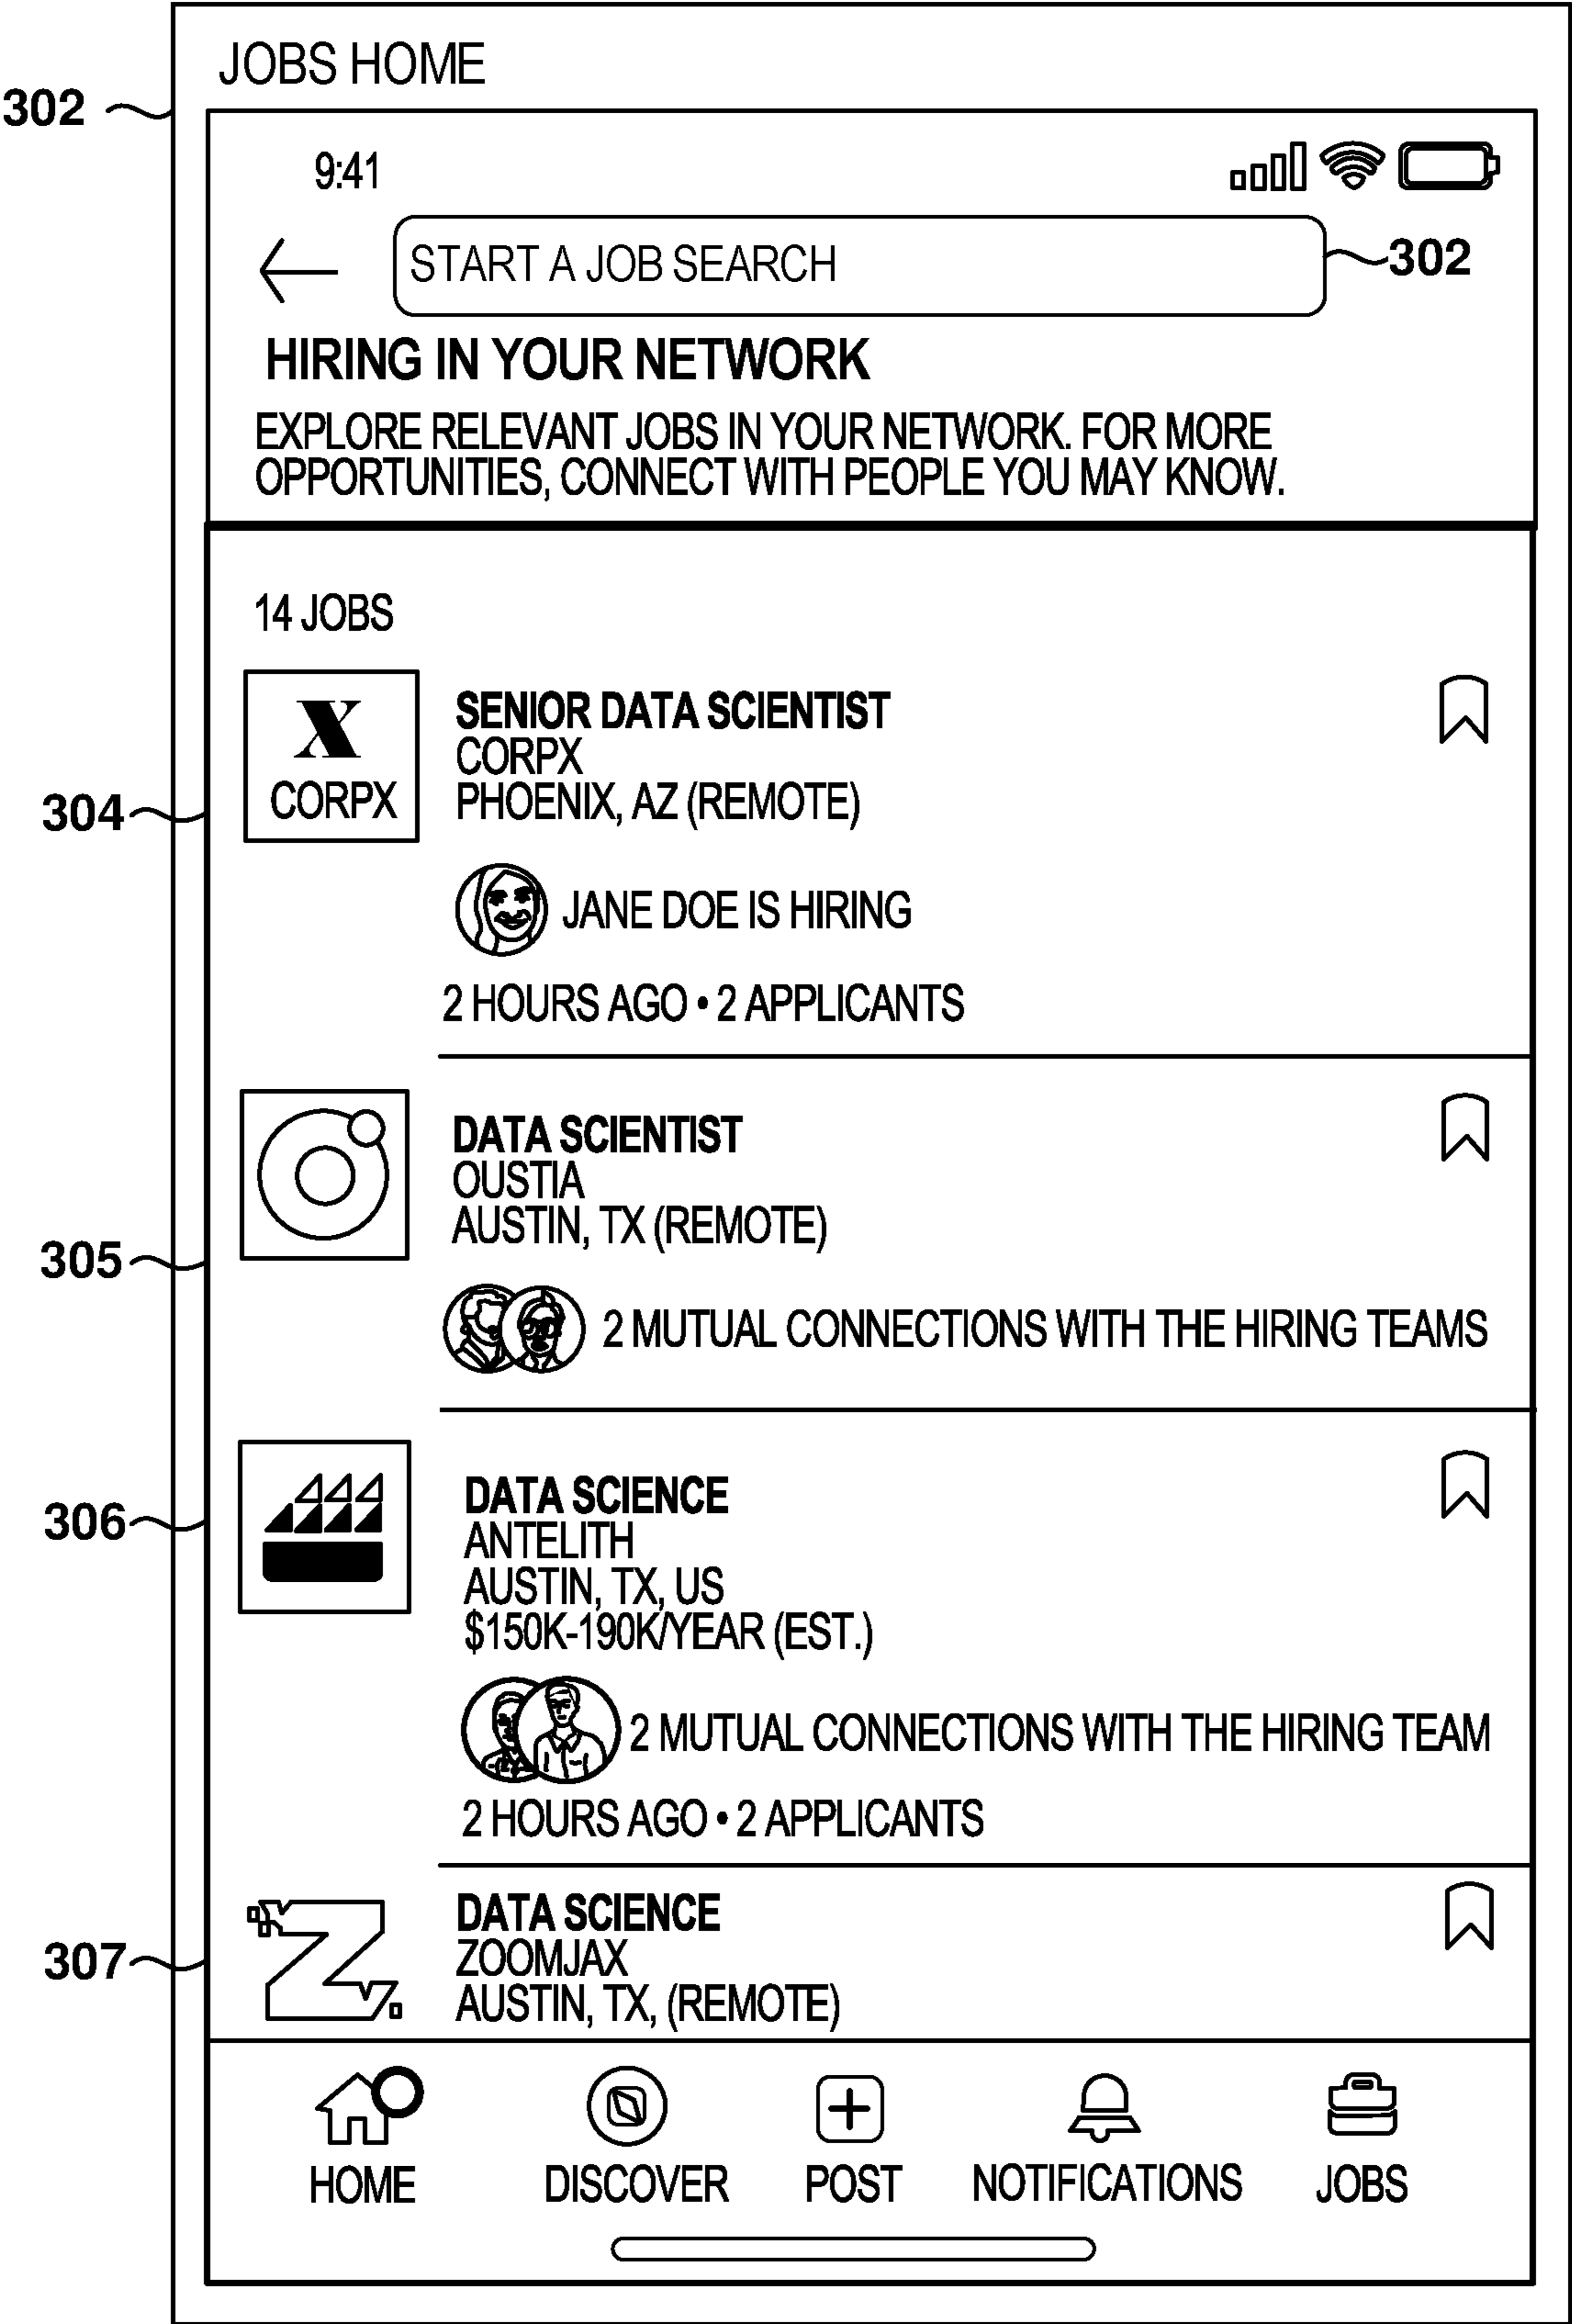 JOBS HOME
302
9:41
START A JOB SEARCH
302
HIRING IN YOUR NETWORK
EXPLORE RELEVANT JOBS IN YOUR NETWORK. FOR MORE
OPPORTUNITIES, CONNECT WITH PEOPLE YOU MAY KNOW.
14 JOBS
304
X
CORPX
SENIOR DATA SCIENTIST
CORPX
PHOENIX, AZ (REMOTE)
JANE DOE IS HIRING
2 HOURS AGO • 2 APPLICANTS
305
DATA SCIENTIST
OUSTIA
AUSTIN, TX (REMOTE)
2 MUTUAL CONNECTIONS WITH THE HIRING TEAMS
306
DATA SCIENCE
ANTELITH
AUSTIN, TX, US
$150K-190K/YEAR (EST.)
2 MUTUAL CONNECTIONS WITH THE HIRING TEAM
2 HOURS AGO • 2 APPLICANTS
307
Z
DATA SCIENCE
ZOOMJAX
AUSTIN, TX, (REMOTE)
HOME
DISCOVER
POST
NOTIFICATIONS
JOBS